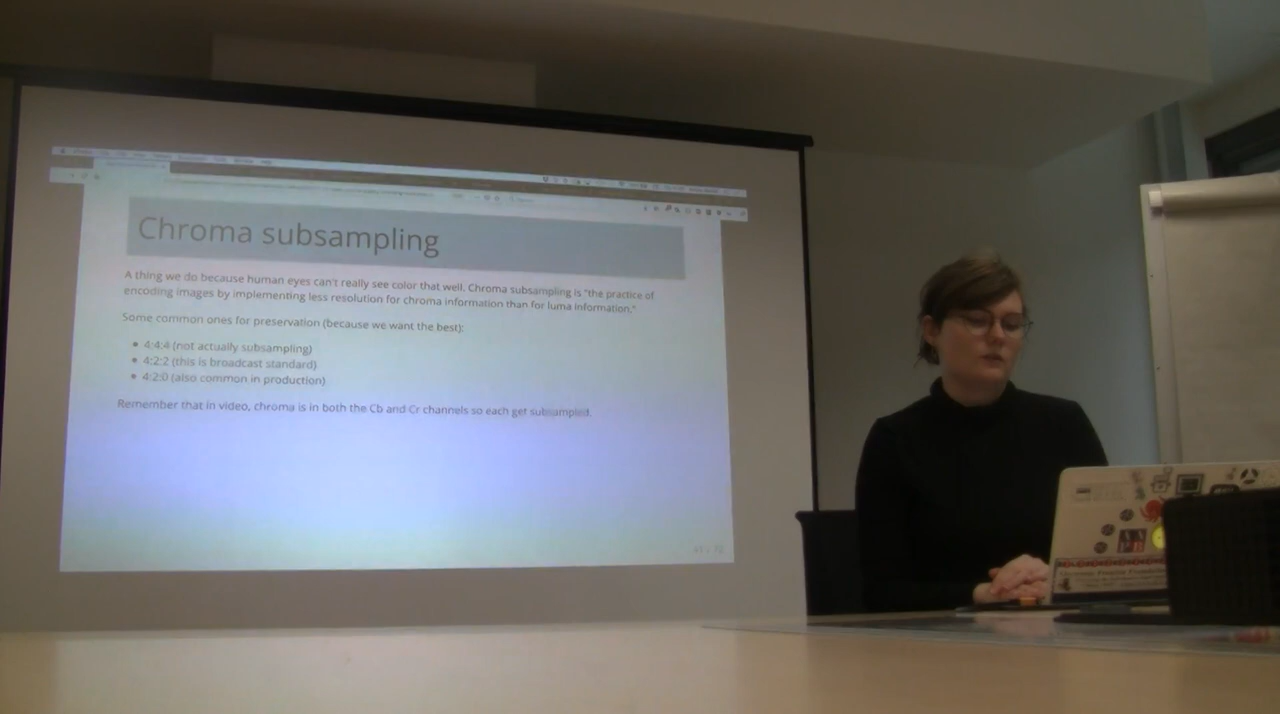 Chroma subsampling
A thing we do because human eyes can't really see color that well. Chroma subsampling is "the practice of
encoding images by implementing less resolution for chroma information than for luma information."
Some common ones for preservation (because we want the best):
• 4:4:4 (not actually subsampling)
• 4:2:2 (this is broadcast standard)
• 4:2:0 (also common in production)
Remember that in video, chroma is in both the Cb and Cr channels so each get subsampled.